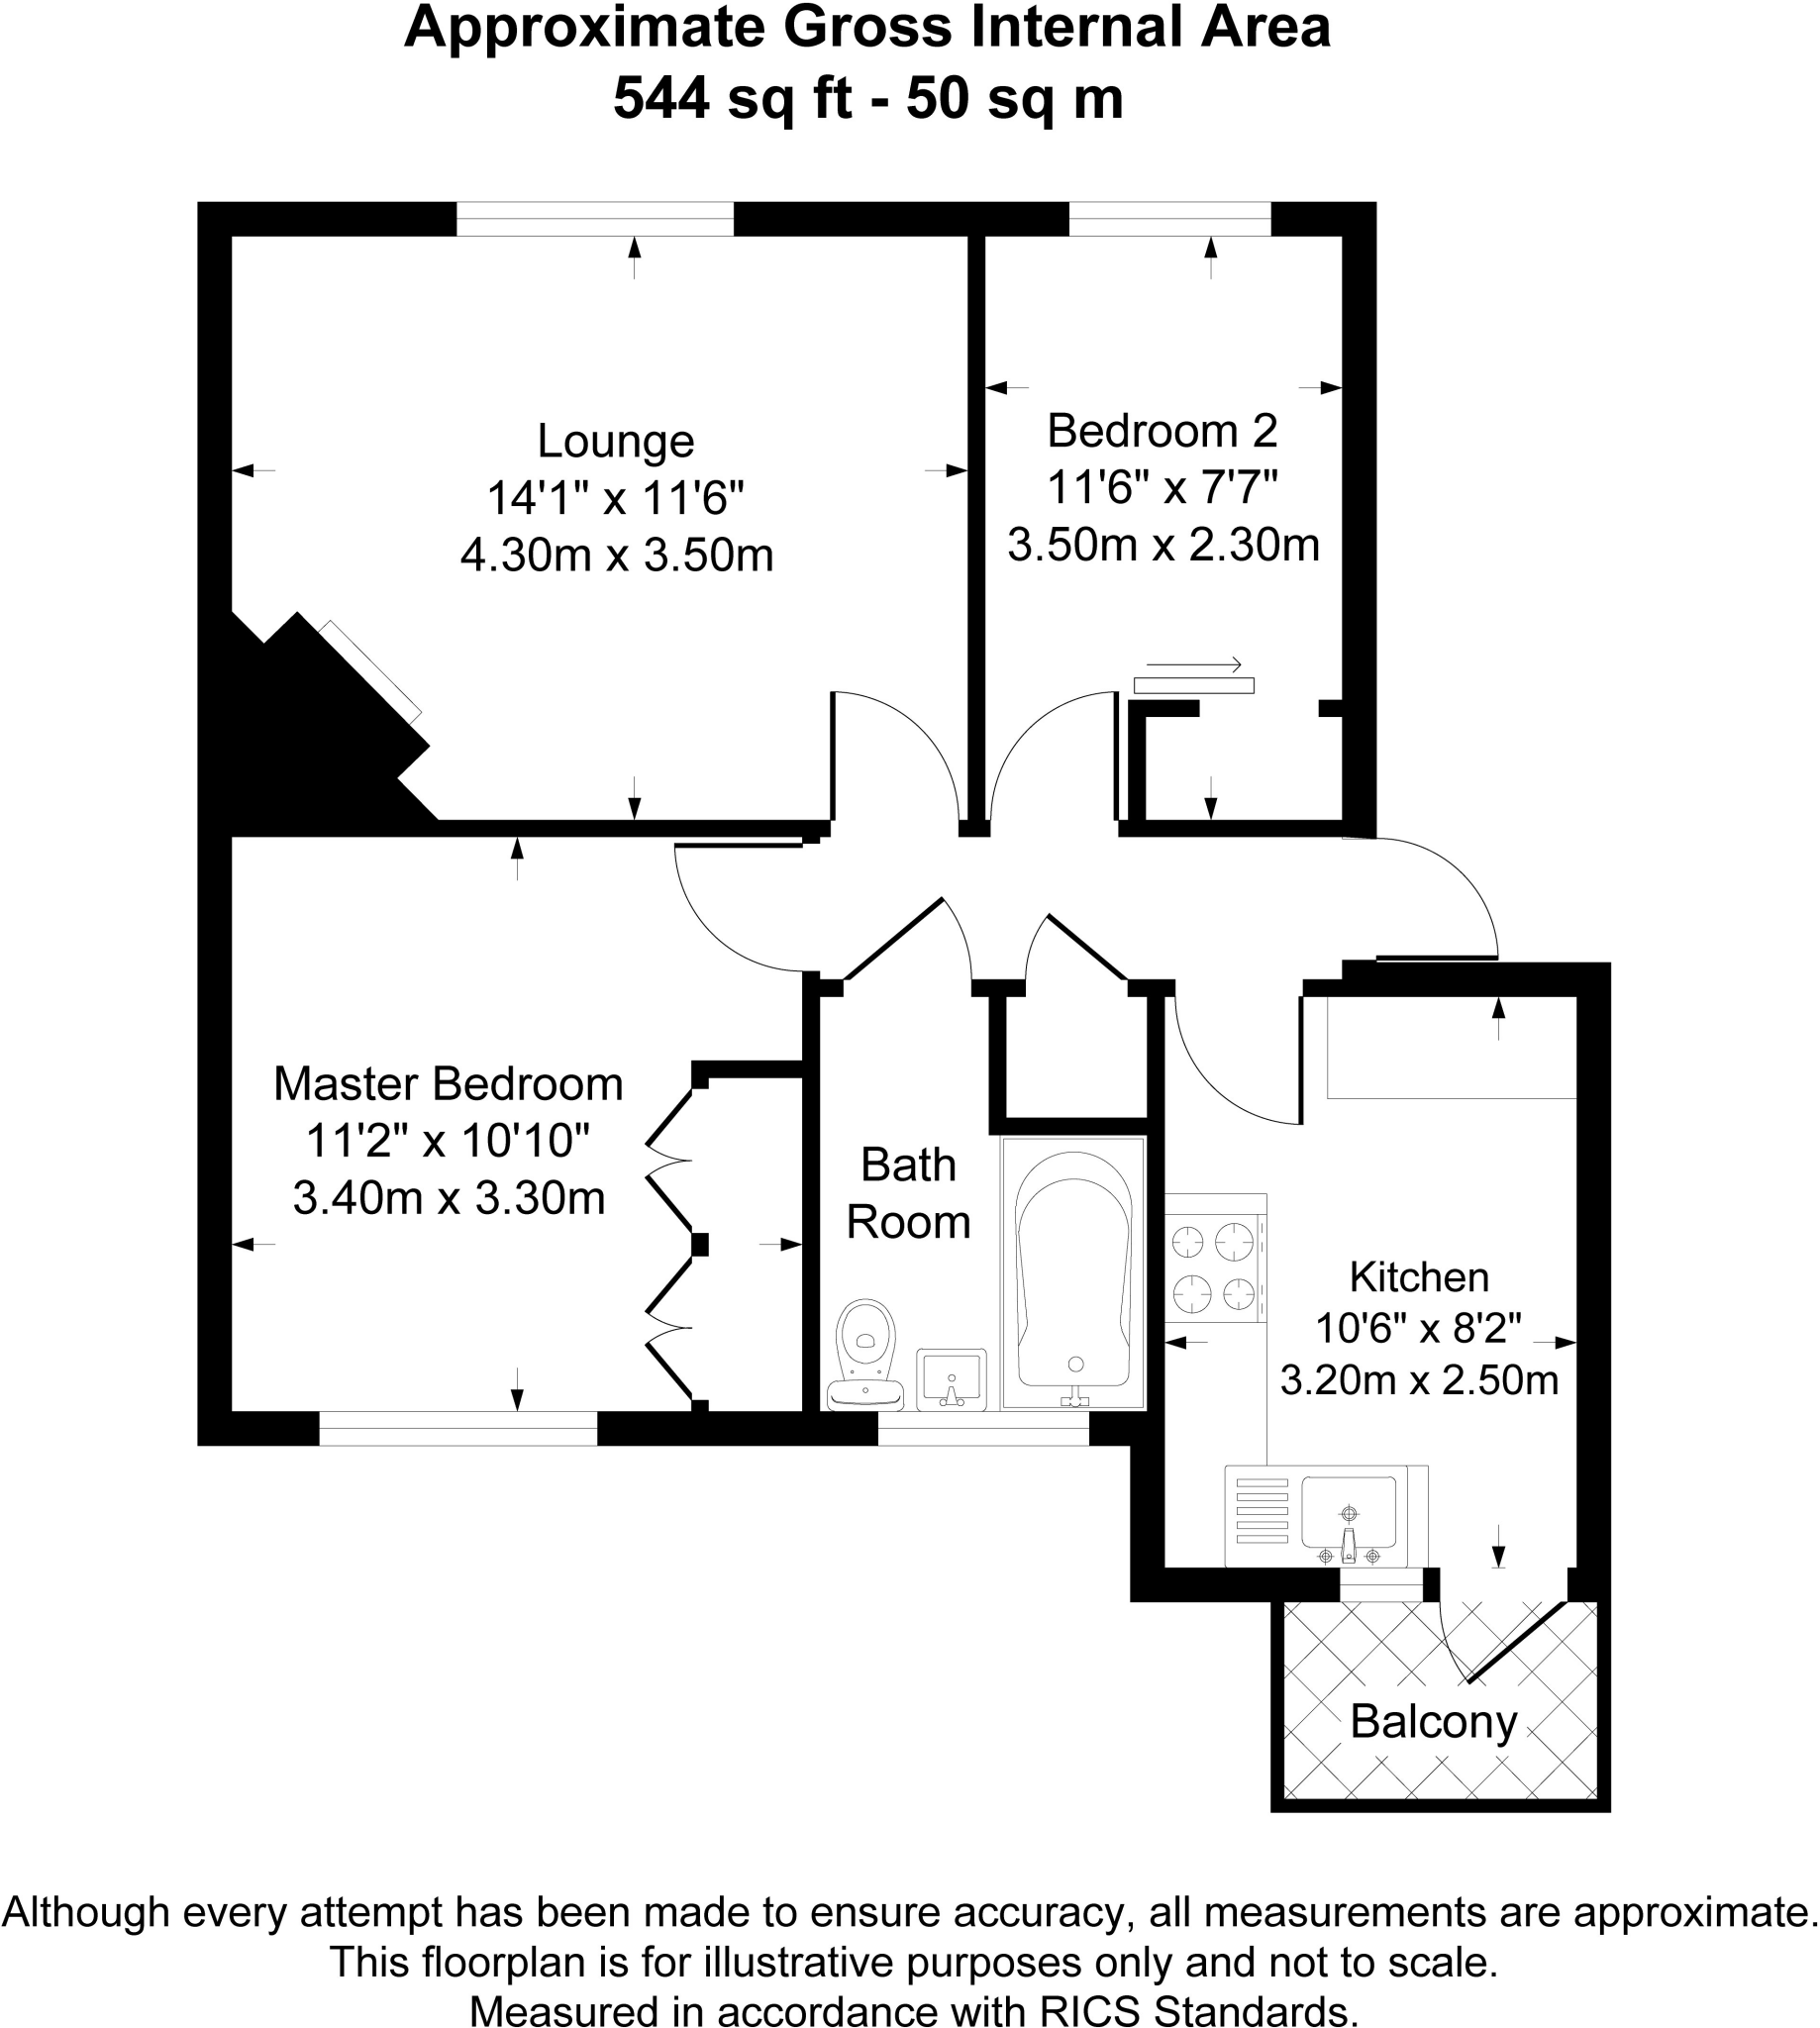 Approximate Gross Internal Area
544 sq ft - 50 sq m
Lounge
14'1" x 11'6"
4.30m x 3.50m
Bedroom 2
11'6" x 7'7"
3.50m x 2.30m
Master Bedroom
11'2" x 10'10"
3.40m x 3.30m
Bath
Room
Kitchen
10'6" x 8'2"
3.20m x 2.50m
Balcony
Although every attempt has been made to ensure accuracy, all measurements are approximate.
This floorplan is for illustrative purposes only and not to scale.
Measured in accordance with RICS Standards.